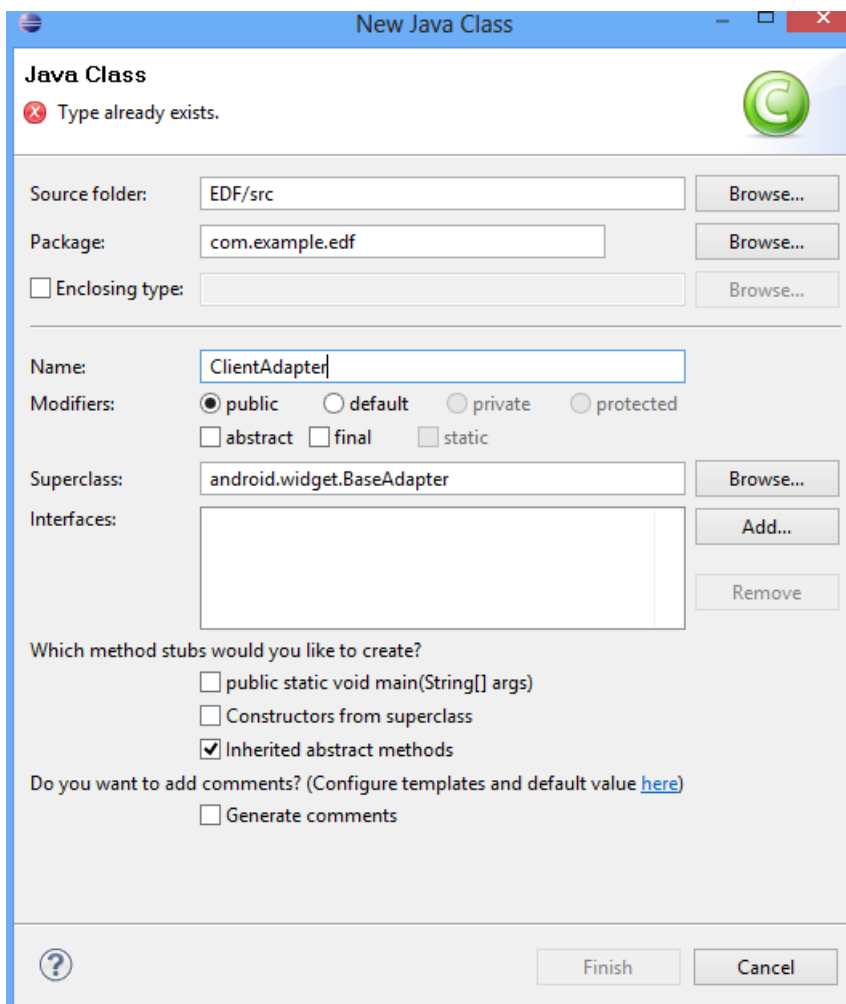 New Java Class
Java Class
Type already exists.
Source folder: EDF/src Browse...
Package: com.example.edf Browse...
Enclosing type: Browse...
Name: ClientAdapter
Modifiers: public default private protected
abstract final static
Superclass: android.widget.BaseAdapter Browse...
Interfaces: Add...
Remove
Which method stubs would you like to create?
public static void main(String[] args)
Constructors from superclass
Inherited abstract methods
Do you want to add comments? (Configure templates and default value here)
Generate comments
Finish Cancel